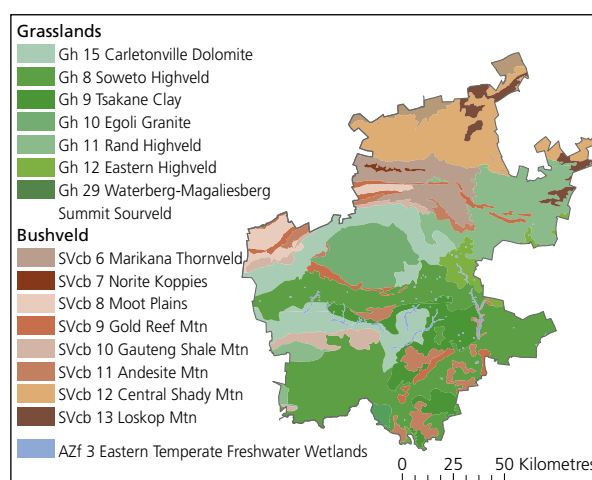 Grasslands
Gh 15 Carletonville Dolomite
Gh 8 Soweto Highveld
Gh 9 Tsakane Clay
Gh 10 Egoli Granite
Gh 11 Rand Highveld
Gh 12 Eastern Highveld
Gh 29 Waterberg-Magaliesberg
Summit Sourveld
Bushveld
SVcb 6 Marikana Thornveld
SVcb 7 Norite Koppies
SVcb 8 Moot Plains
SVcb 9 Gold Reef Mtn
SVcb 10 Gauteng Shale Mtn
SVcb 11 Andesite Mtn
SVcb 12 Central Shady Mtn
SVcb 13 Loskop Mtn
AZf 3 Eastern Temperate Freshwater Wetlands
0 25 50 Kilometres